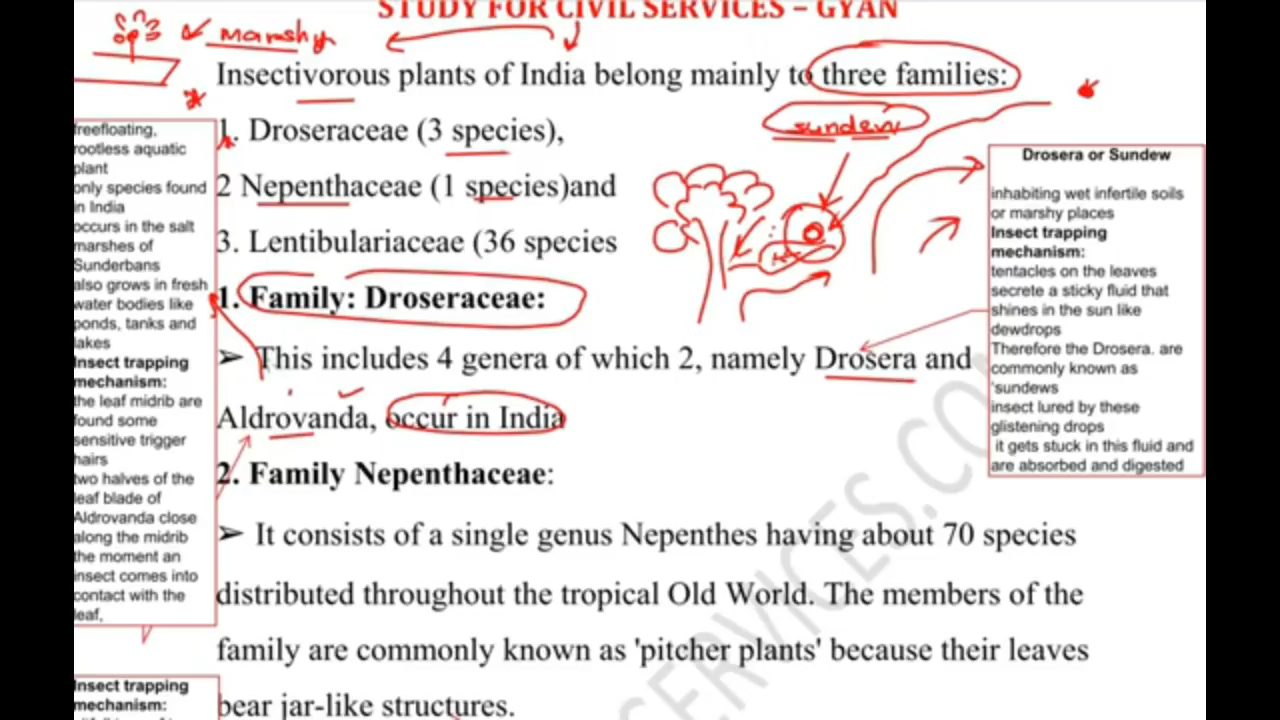 STUDY FOR CIVIL SERVICES – GYAN
marshy
Insectivorous plants of India belong mainly to three families:
1. Droseraceae (3 species),
2 Nepenthaceae (1 species)and
3. Lentibulariaceae (36 species
sundew
1. Family: Droseraceae:
➢ This includes 4 genera of which 2, namely Drosera and
Aldrovanda, occur in India
2. Family Nepenthaceae:
➢ It consists of a single genus Nepenthes having about 70 species
distributed throughout the tropical Old World. The members of the
family are commonly known as 'pitcher plants' because their leaves
bear jar-like structures.
freefloating,
rootless aquatic
plant
only species found
in India
occurs in the salt
marshes of
Sunderbans
also grows in fresh
water bodies like
ponds, tanks and
lakes
Insect trapping
mechanism:
the leaf midrib are
found some
sensitive trigger
hairs
two halves of the
leaf blade of
Aldrovanda close
along the midrib
the moment an
insect comes into
contact with the
leaf,
Insect trapping
mechanism:
Drosera or Sundew
inhabiting wet infertile soils
or marshy places
Insect trapping
mechanism:
tentacles on the leaves
secrete a sticky fluid that
shines in the sun like
dewdrops
Therefore the Drosera. are
commonly known as
'sundews
insect lured by these
glistening drops
it gets stuck in this fluid and
are absorbed and digested
SERVICES.CO